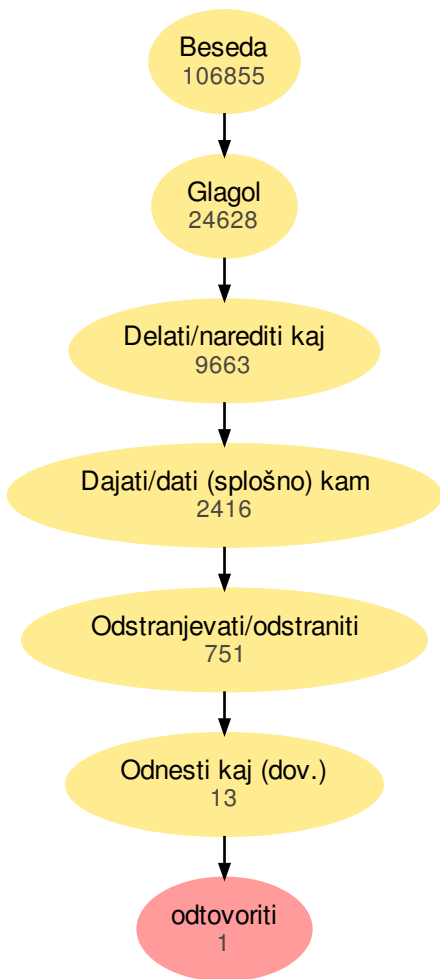 Beseda
106855
Glagol
24628
Delati/narediti kaj
9663
Dajati/dati (splošno) kam
2416
Odstranjevati/odstraniti
751
Odnesti kaj (dov.)
13
odtovoriti
1